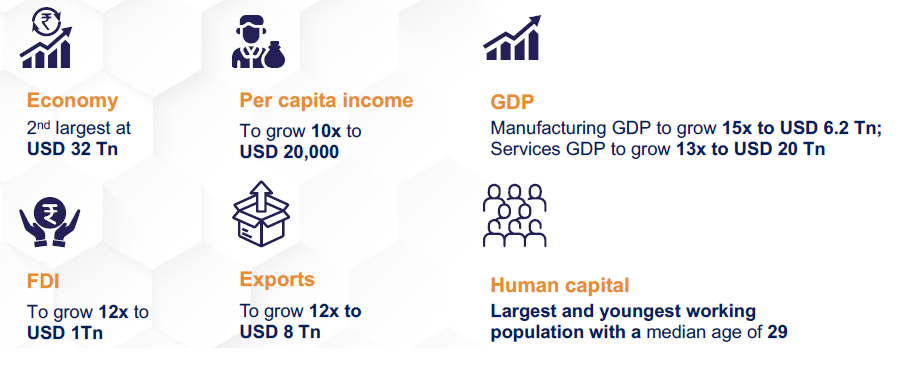 Economy
2nd largest at
USD 32 Tn
Per capita income
To grow 10x to
USD 20,000
GDP
Manufacturing GDP to grow 15x to USD 6.2 Tn;
Services GDP to grow 13x to USD 20 Tn
FDI
To grow 12x to
USD 1Tn
Exports
To grow 12x to
USD 8 Tn
Human capital
Largest and youngest working
population with a median age of 29